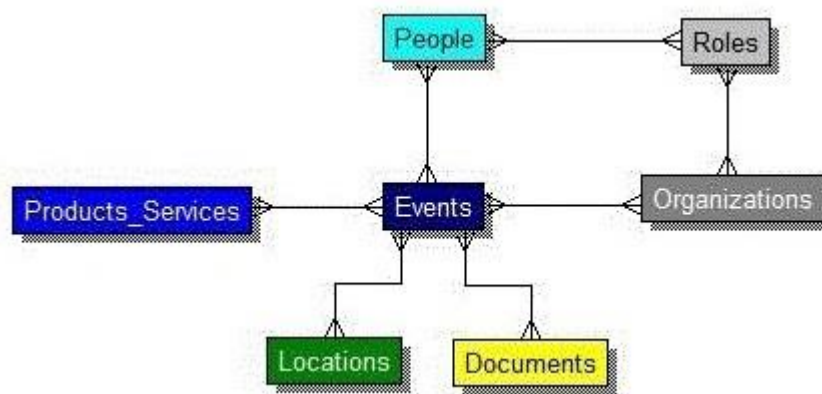 People
Roles
Products_Services
Events
Organizations
Locations
Documents